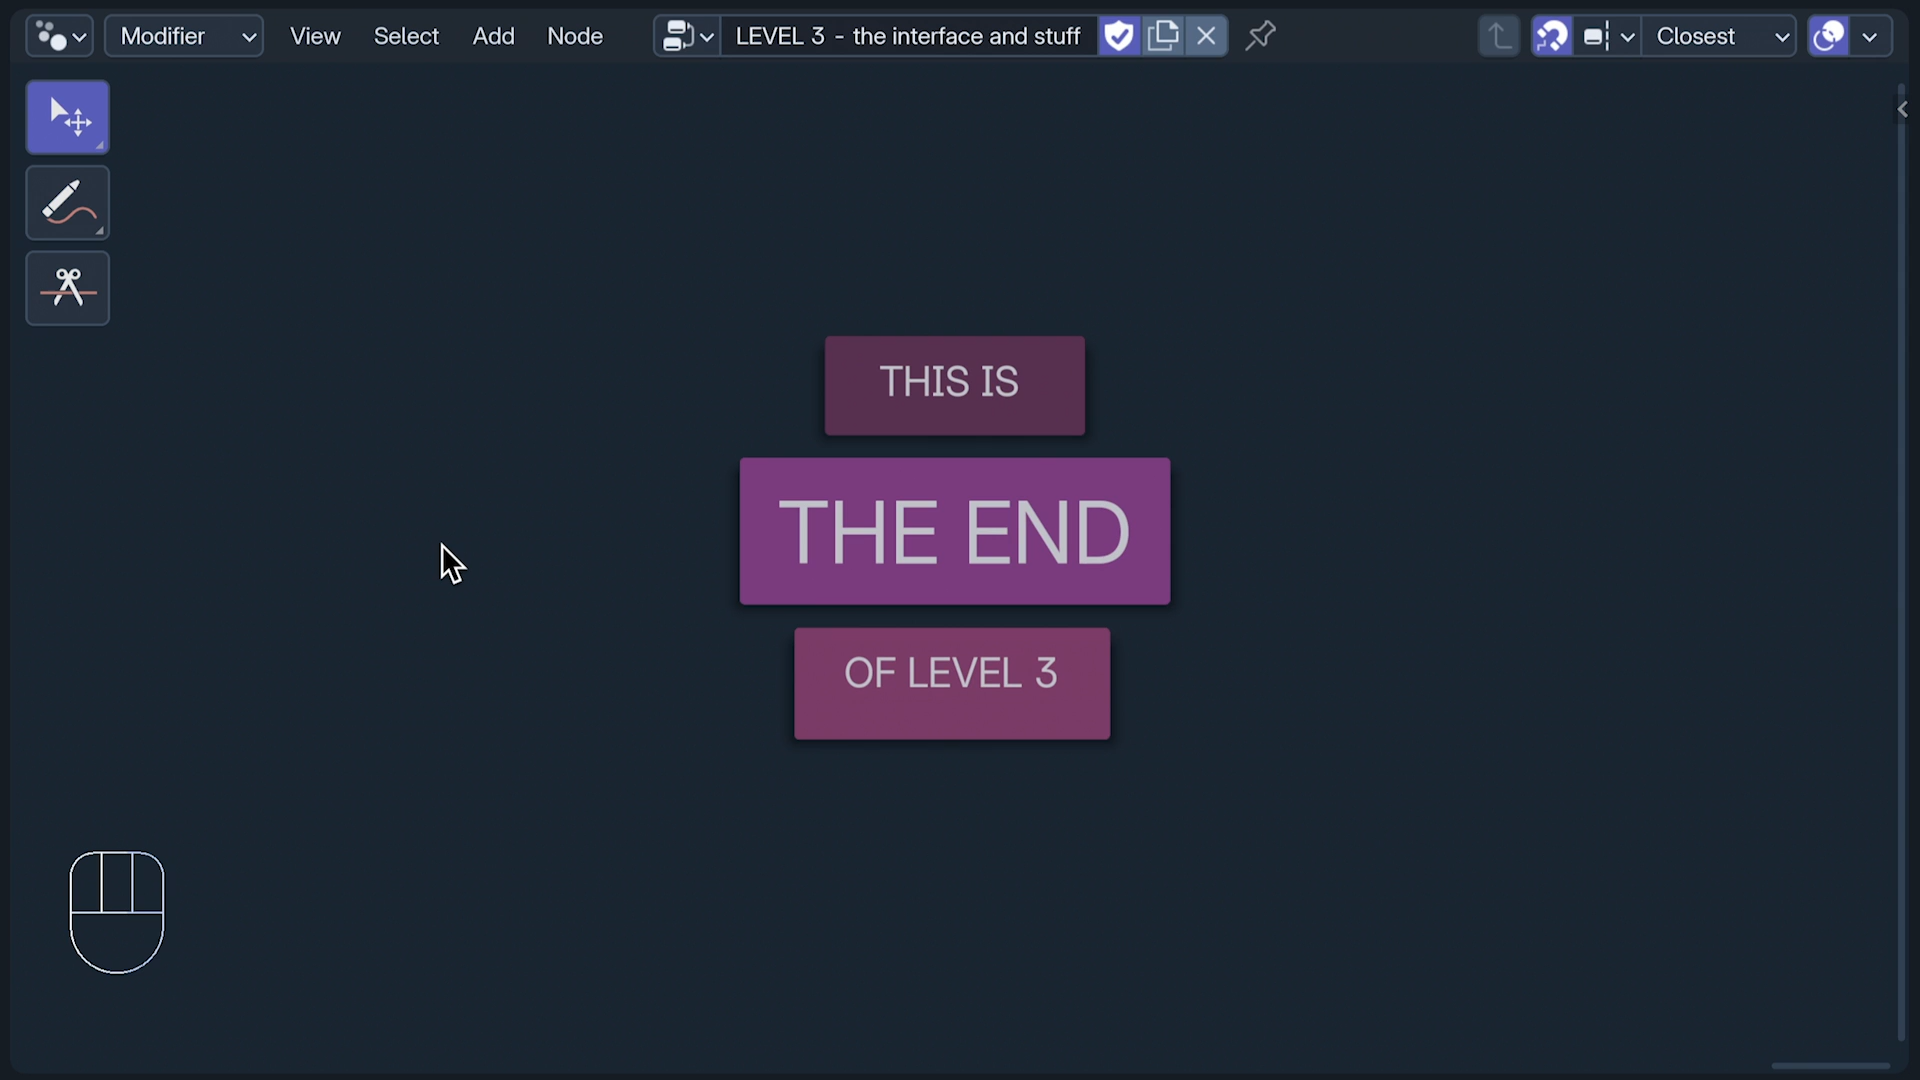 Modifier View Select Add Node LEVEL 3 - the interface and stuff Closest
THIS IS
THE END
OF LEVEL 3